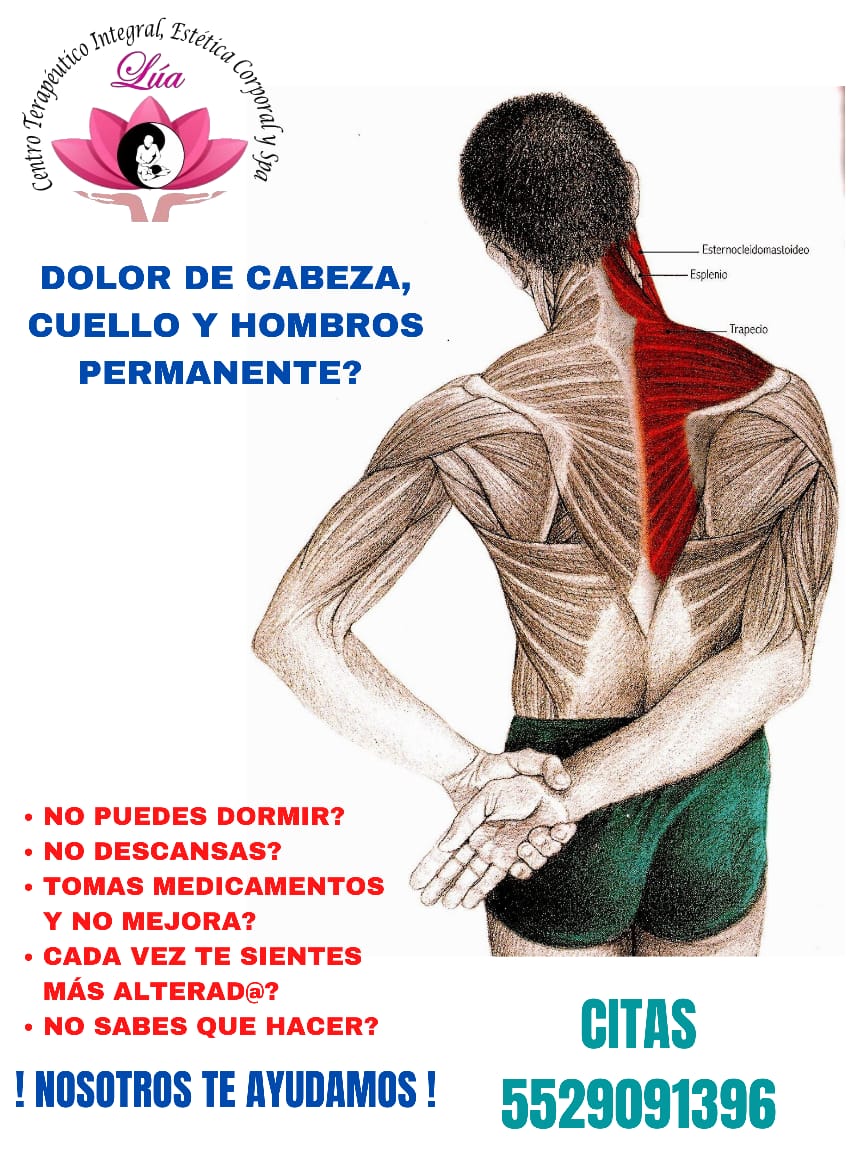 Centro Terapéutico Integral, Estética Corporal y Spa
Lúa
DOLOR DE CABEZA,
CUELLO Y HOMBROS
PERMANENTE?
Esternocleidomastoideo
Esplenio
Trapecio
• NO PUEDES DORMIR?
• NO DESCANSAS?
• TOMAS MEDICAMENTOS
Y NO MEJORA?
• CADA VEZ TE SIENTES
MÁS ALTERAD@?
• NO SABES QUE HACER?
! NOSOTROS TE AYUDAMOS !
CITAS
5529091396